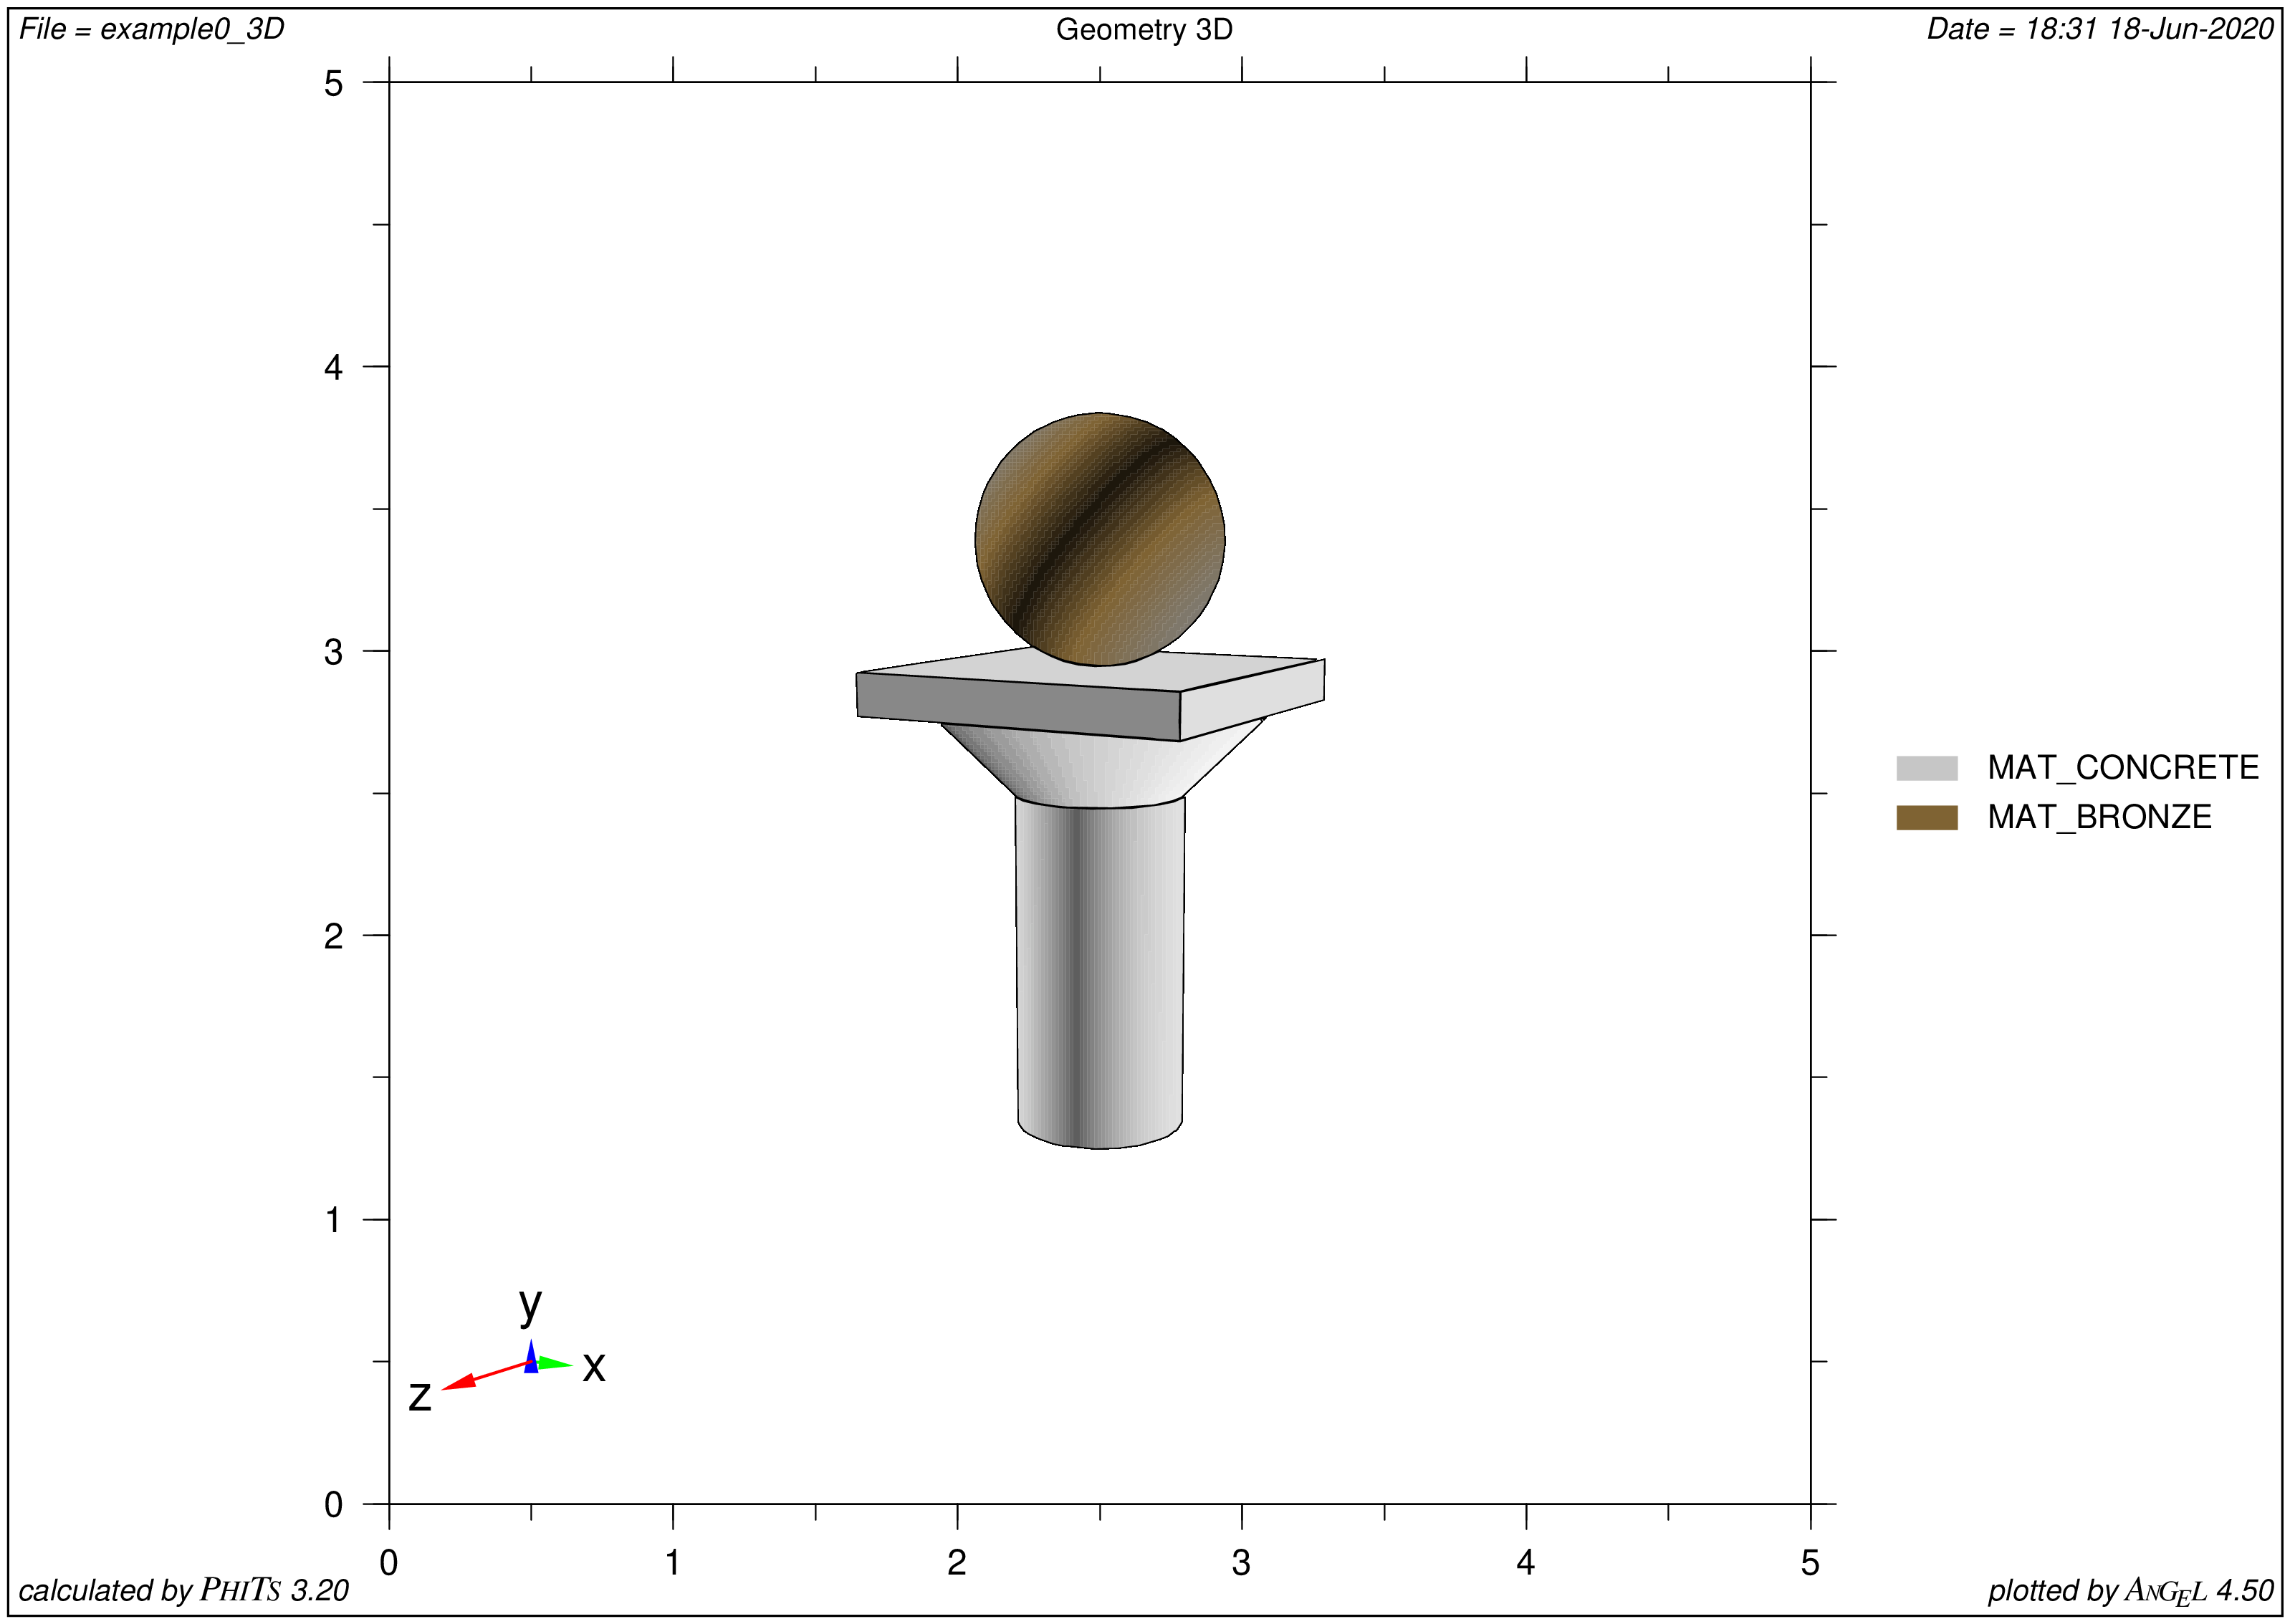 File = example0_3D
Geometry 3D
Date = 18:31 18-Jun-2020
5
4
3
2
1
0
MAT_CONCRETE
MAT_BRONZE
y
x
z
0 1 2 3 4 5
calculated by PHITS 3.20
plotted by ANGEL 4.50